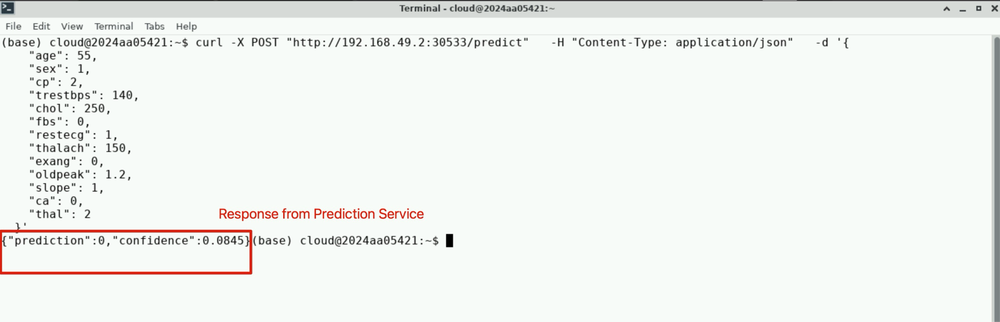 Terminal - cloud@2024aa05421:~
File Edit View Terminal Tabs Help
(base) cloud@2024aa05421:~$ curl -X POST "http://192.168.49.2:30533/predict"   -H "Content-Type: application/json"   -d '{
    "age": 55,
    "sex": 1,
    "cp": 2,
    "trestbps": 140,
    "chol": 250,
    "fbs": 0,
    "restecg": 1,
    "thalach": 150,
    "exang": 0,
    "oldpeak": 1.2,
    "slope": 1,
    "ca": 0,
    "thal": 2
Response from Prediction Service
  }'
{"prediction":0,"confidence":0.0845}(base) cloud@2024aa05421:~$